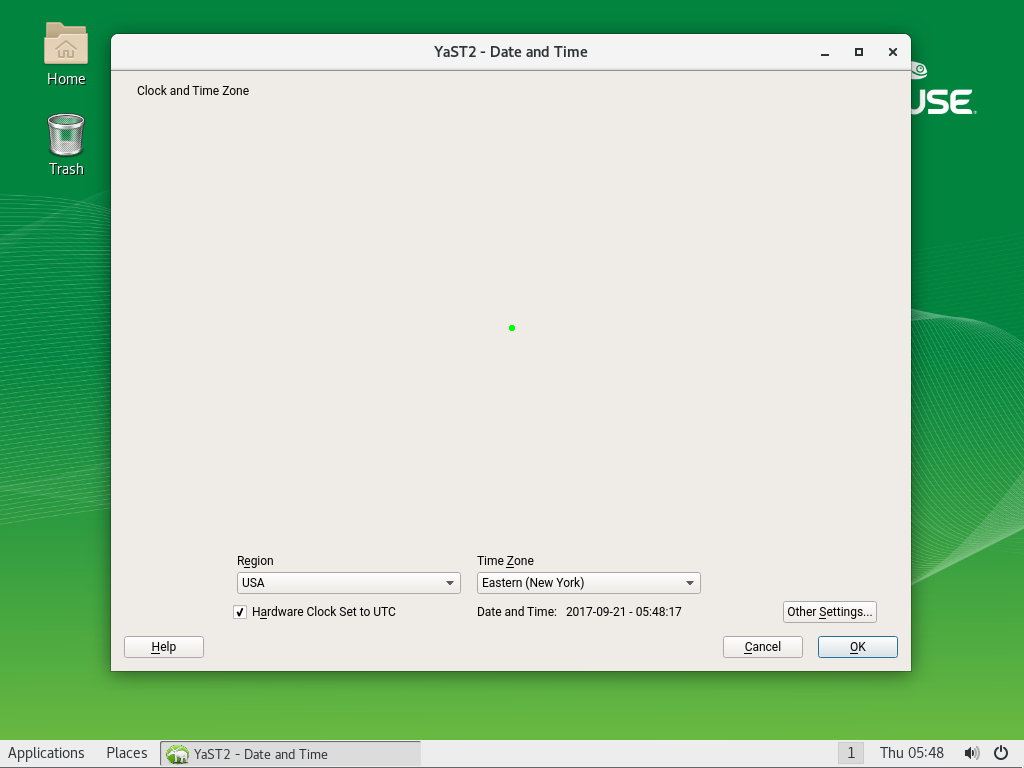 YaST2 - Date and Time
Home
Clock and Time Zone
USE.
Trash
Region
Time Zone
USA
Eastern (New York)
Hardware Clock Set to UTC
Date and Time: 2017-09-21 - 05:48:17
Other Settings...
Help
Cancel
OK
Applications
Places
YaST2 - Date and Time
1
Thu 05:48